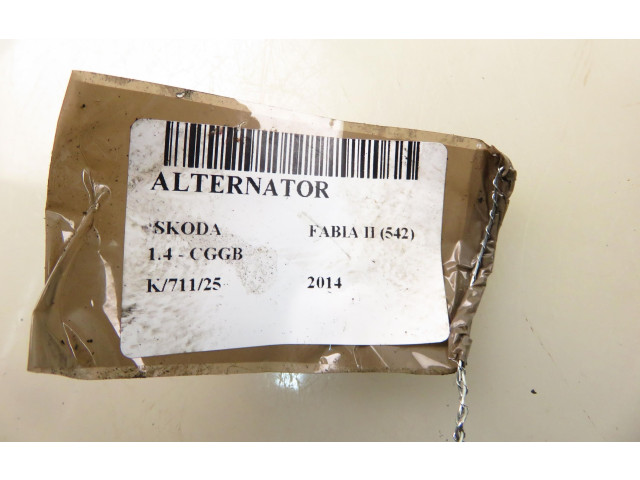 ALTERNATOR
SKODA FABIA II (542)
1.4 - CGGB
K/711/25 2014